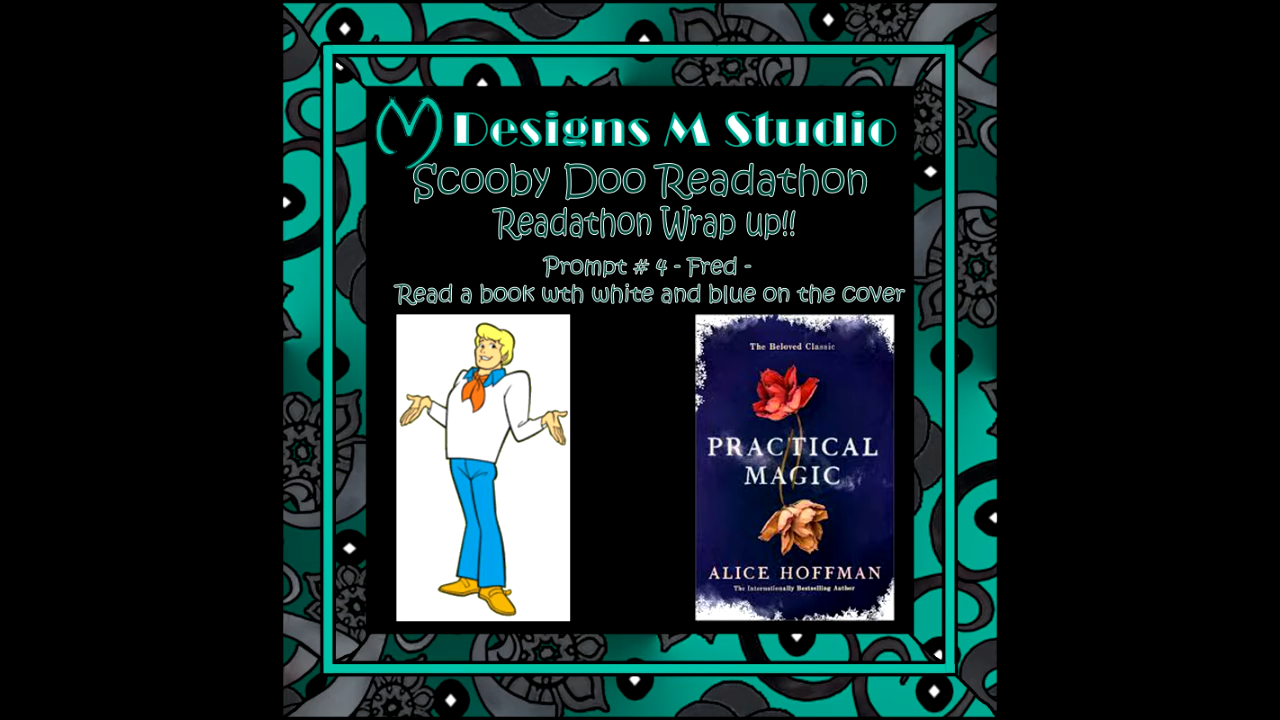 M Designs M Studio
Scooby Doo Readathon
Readathon Wrap up!!
Prompt # 4 - Fred -
Read a book wth white and blue on the cover
The Beloved Classic
PRACTICAL
MAGIC
ALICE HOFFMAN
The Internationally Bestselling Author